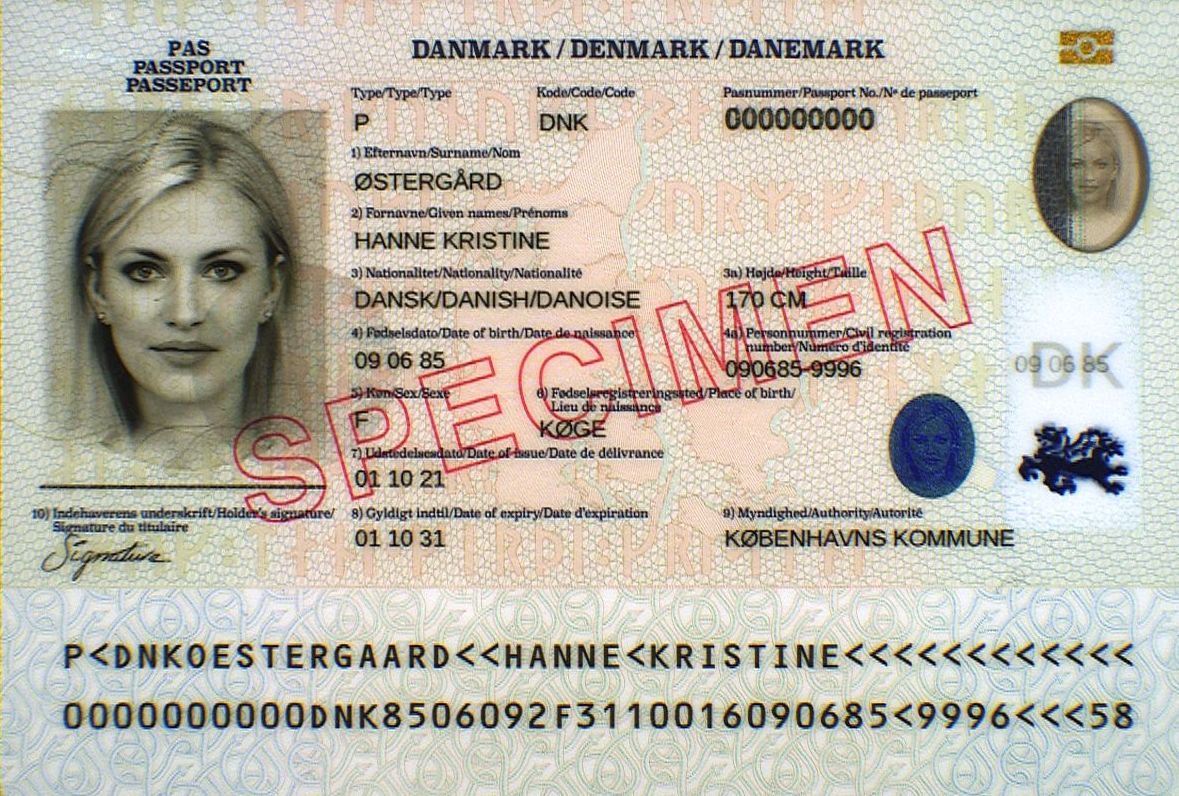 PAS
PASSPORT
PASSEPORT
DANMARK / DENMARK / DANEMARK
Type/Type/Type
Kode/Code/Code
Pasnummer/Passport No./Nº de passeport
P
DNK
000000000
1) Efternavn/Surname/Nom
ØSTERGÅRD
2) Fornavne/Given names/Prénoms
HANNE KRISTINE
3) Nationalitet/Nationality/Nationalité
3a) Højde/Height/Taille
DANSK/DANISH/DANOISE
170 CM
4) Fødselsdato/Date of birth/Date de naissance
4a) Personnummer/Civil registration
number/Numéro d'identité
09 06 85
090685-9996
09 06 85
DK
5) Køn/Sex/Sexe
6) Fødselsregistreringssted/Place of birth/
Lieu de naissance
F
KØGE
7) Udstedelsesdato/Date of issue/Date de délivrance
01 10 21
8) Gyldigt indtil/Date of expiry/Date d'expiration
01 10 31
9) Myndighed/Authority/Autorité
KØBENHAVNS KOMMUNE
10) Indehaverens underskrift/Holder's signature/
Signature du titulaire
Signature
SPECIMEN
P<DNKOESTERGAARD<<HANNE<KRISTINE<<<<<<<<<<<<
0000000000DNK8506092F3110016090685<9996<<<58